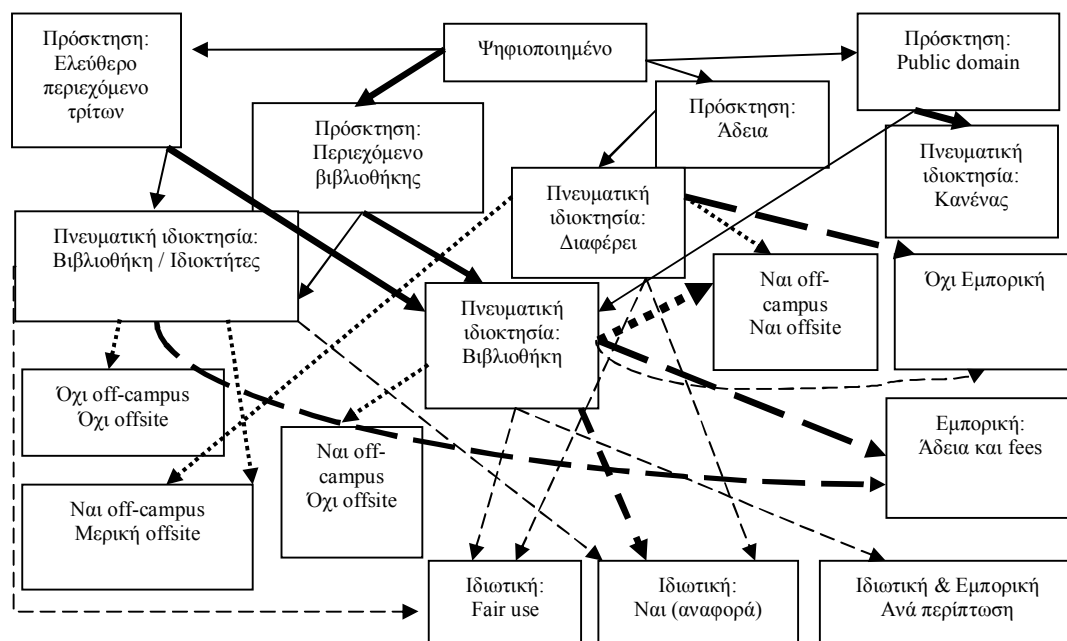 Πρόσκτηση:
Ελεύθερο
περιεχόμενο
τρίτων
Ψηφιοποιημένο
Πρόσκτηση:
Public domain
Πρόσκτηση:
Περιεχόμενο
βιβλιοθήκης
Πρόσκτηση:
Άδεια
Πνευματική
ιδιοκτησία:
Κανένας
Πνευματική
ιδιοκτησία:
Διαφέρει
Πνευματική ιδιοκτησία:
Βιβλιοθήκη / Ιδιοκτήτες
Πνευματική
ιδιοκτησία:
Βιβλιοθήκη
Ναι off-
campus
Ναι offsite
Όχι Εμπορική
Όχι off-campus
Όχι offsite
Ναι off-
campus
Όχι offsite
Εμπορική:
Άδεια και fees
Ναι off-campus
Μερική offsite
Ιδιωτική:
Fair use
Ιδιωτική:
Ναι (αναφορά)
Ιδιωτική & Εμπορική
Ανά περίπτωση